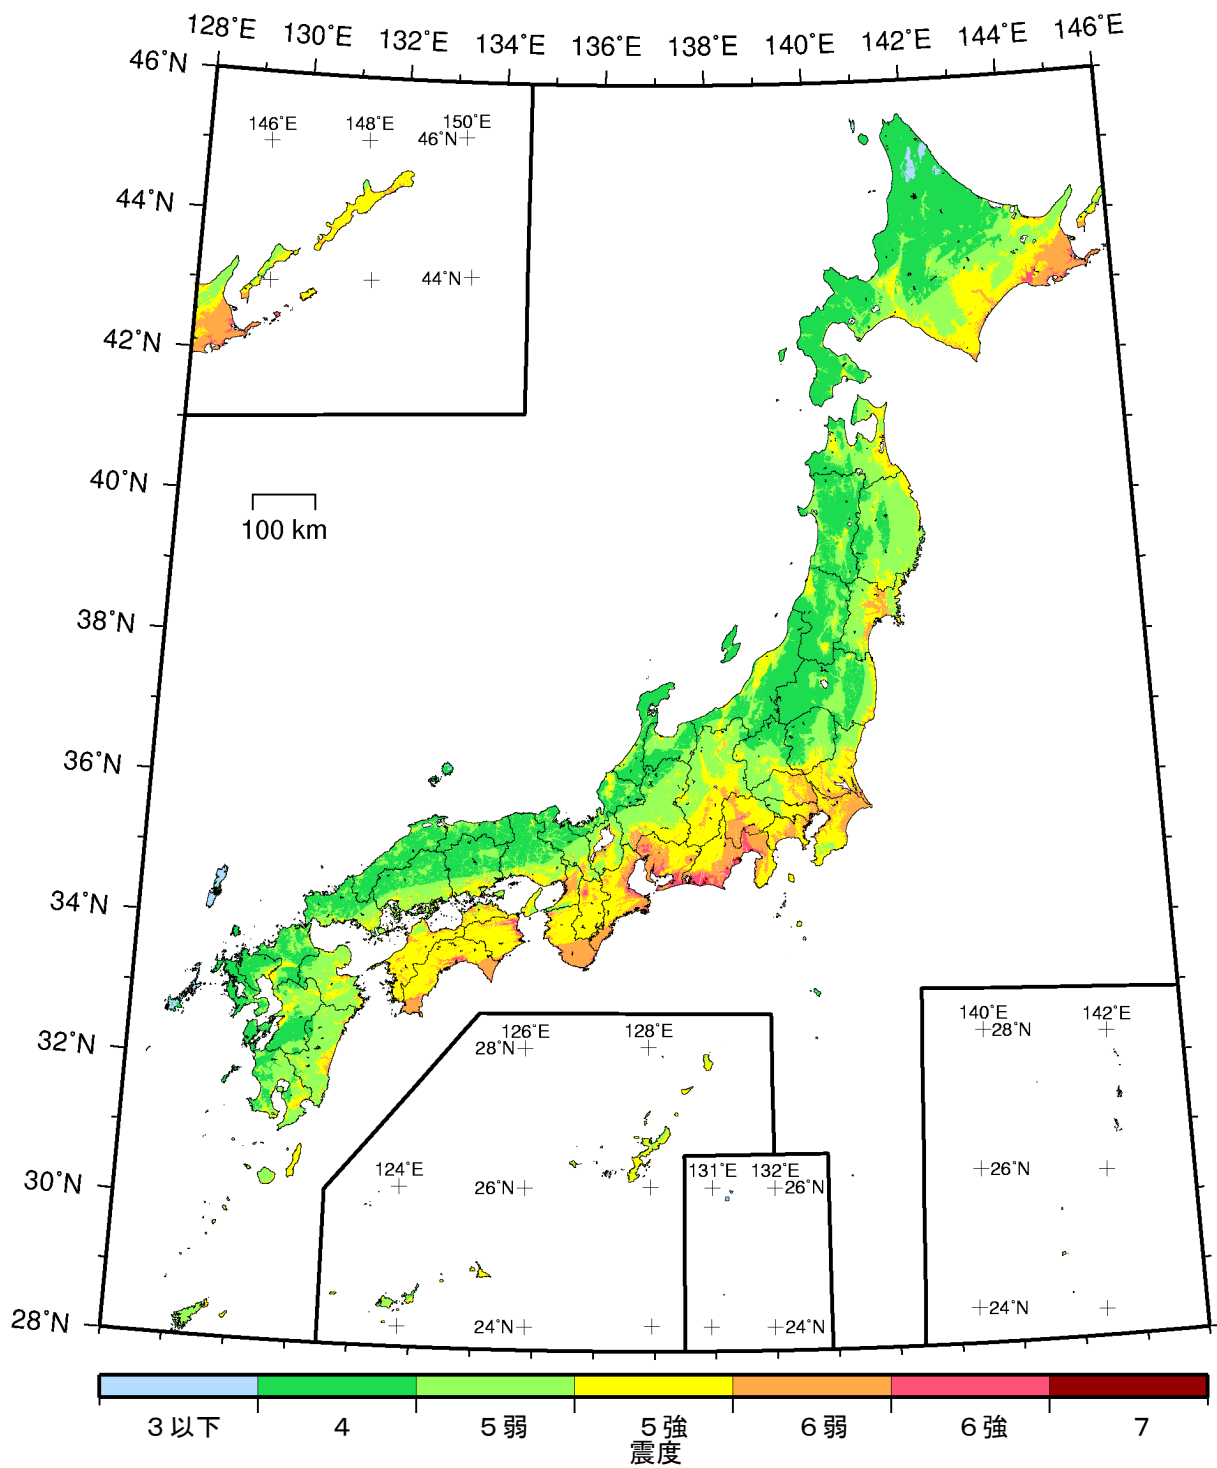 128˚E 130˚E 132˚E 134˚E 136˚E 138˚E 140˚E 142˚E 144˚E 146˚E
46˚N
146˚E 148˚E 150˚E
46˚N
44˚N
44˚N
42˚N
40˚N
100 km
38˚N
36˚N
34˚N
32˚N
126˚E 128˚E
28˚N
140˚E 142˚E
28˚N
30˚N
124˚E
26˚N
131˚E 132˚E
26˚N
26˚N
24˚N
24˚N
24˚N
28˚N
3以下 4 5弱 5強 6弱 6強 7
震度